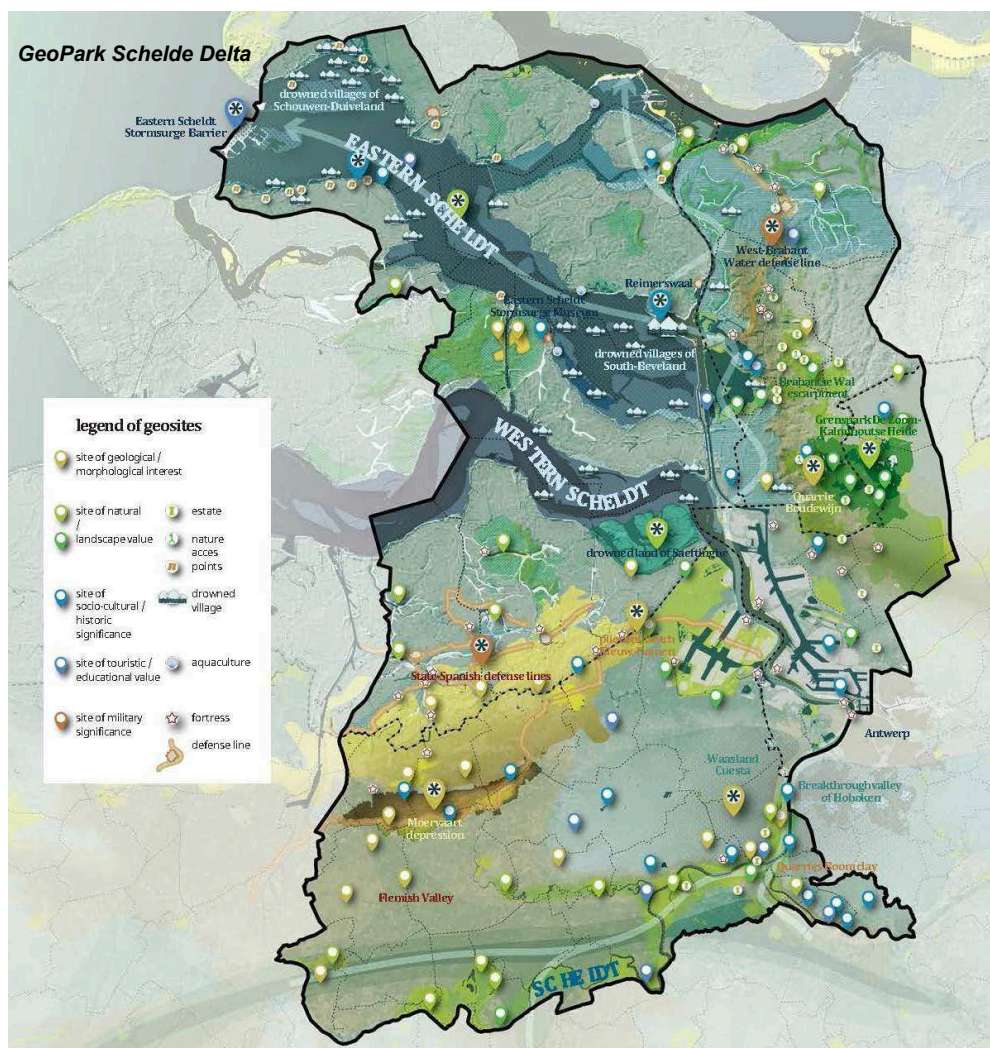 GeoPark Schelde Delta
drowned villages of
Schouwen-Duiveland
Eastern Scheldt
Stormsurge Barrier
EASTERN SCHELDT
West-Brabant
Water defense line
Reimerswaal
Eastern Scheldt
Stormsurge Museum
drowned villages of
South-Beveland
Brabantse Wal
escarpment
Grenspark De Zoom-
Kalmthoutse Heide
WESTERN SCHELDT
Quarrie
Boudewijn
drowned land of Saeftinghe
State-Spanish defense lines
Antwerp
Waasland
Cuesta
Breakthroughvalley
of Hoboken
Moervaart
depression
Quarries Boom clay
Flemish Valley
SCHELDT
legend of geosites
site of geological /
morphological interest
site of natural
/
landscape value
estate
nature
acces
points
site of
socio-cultural /
historic
significance
drowned
village
site of touristic /
educational value
aquaculture
site of military
significance
fortress
defense line